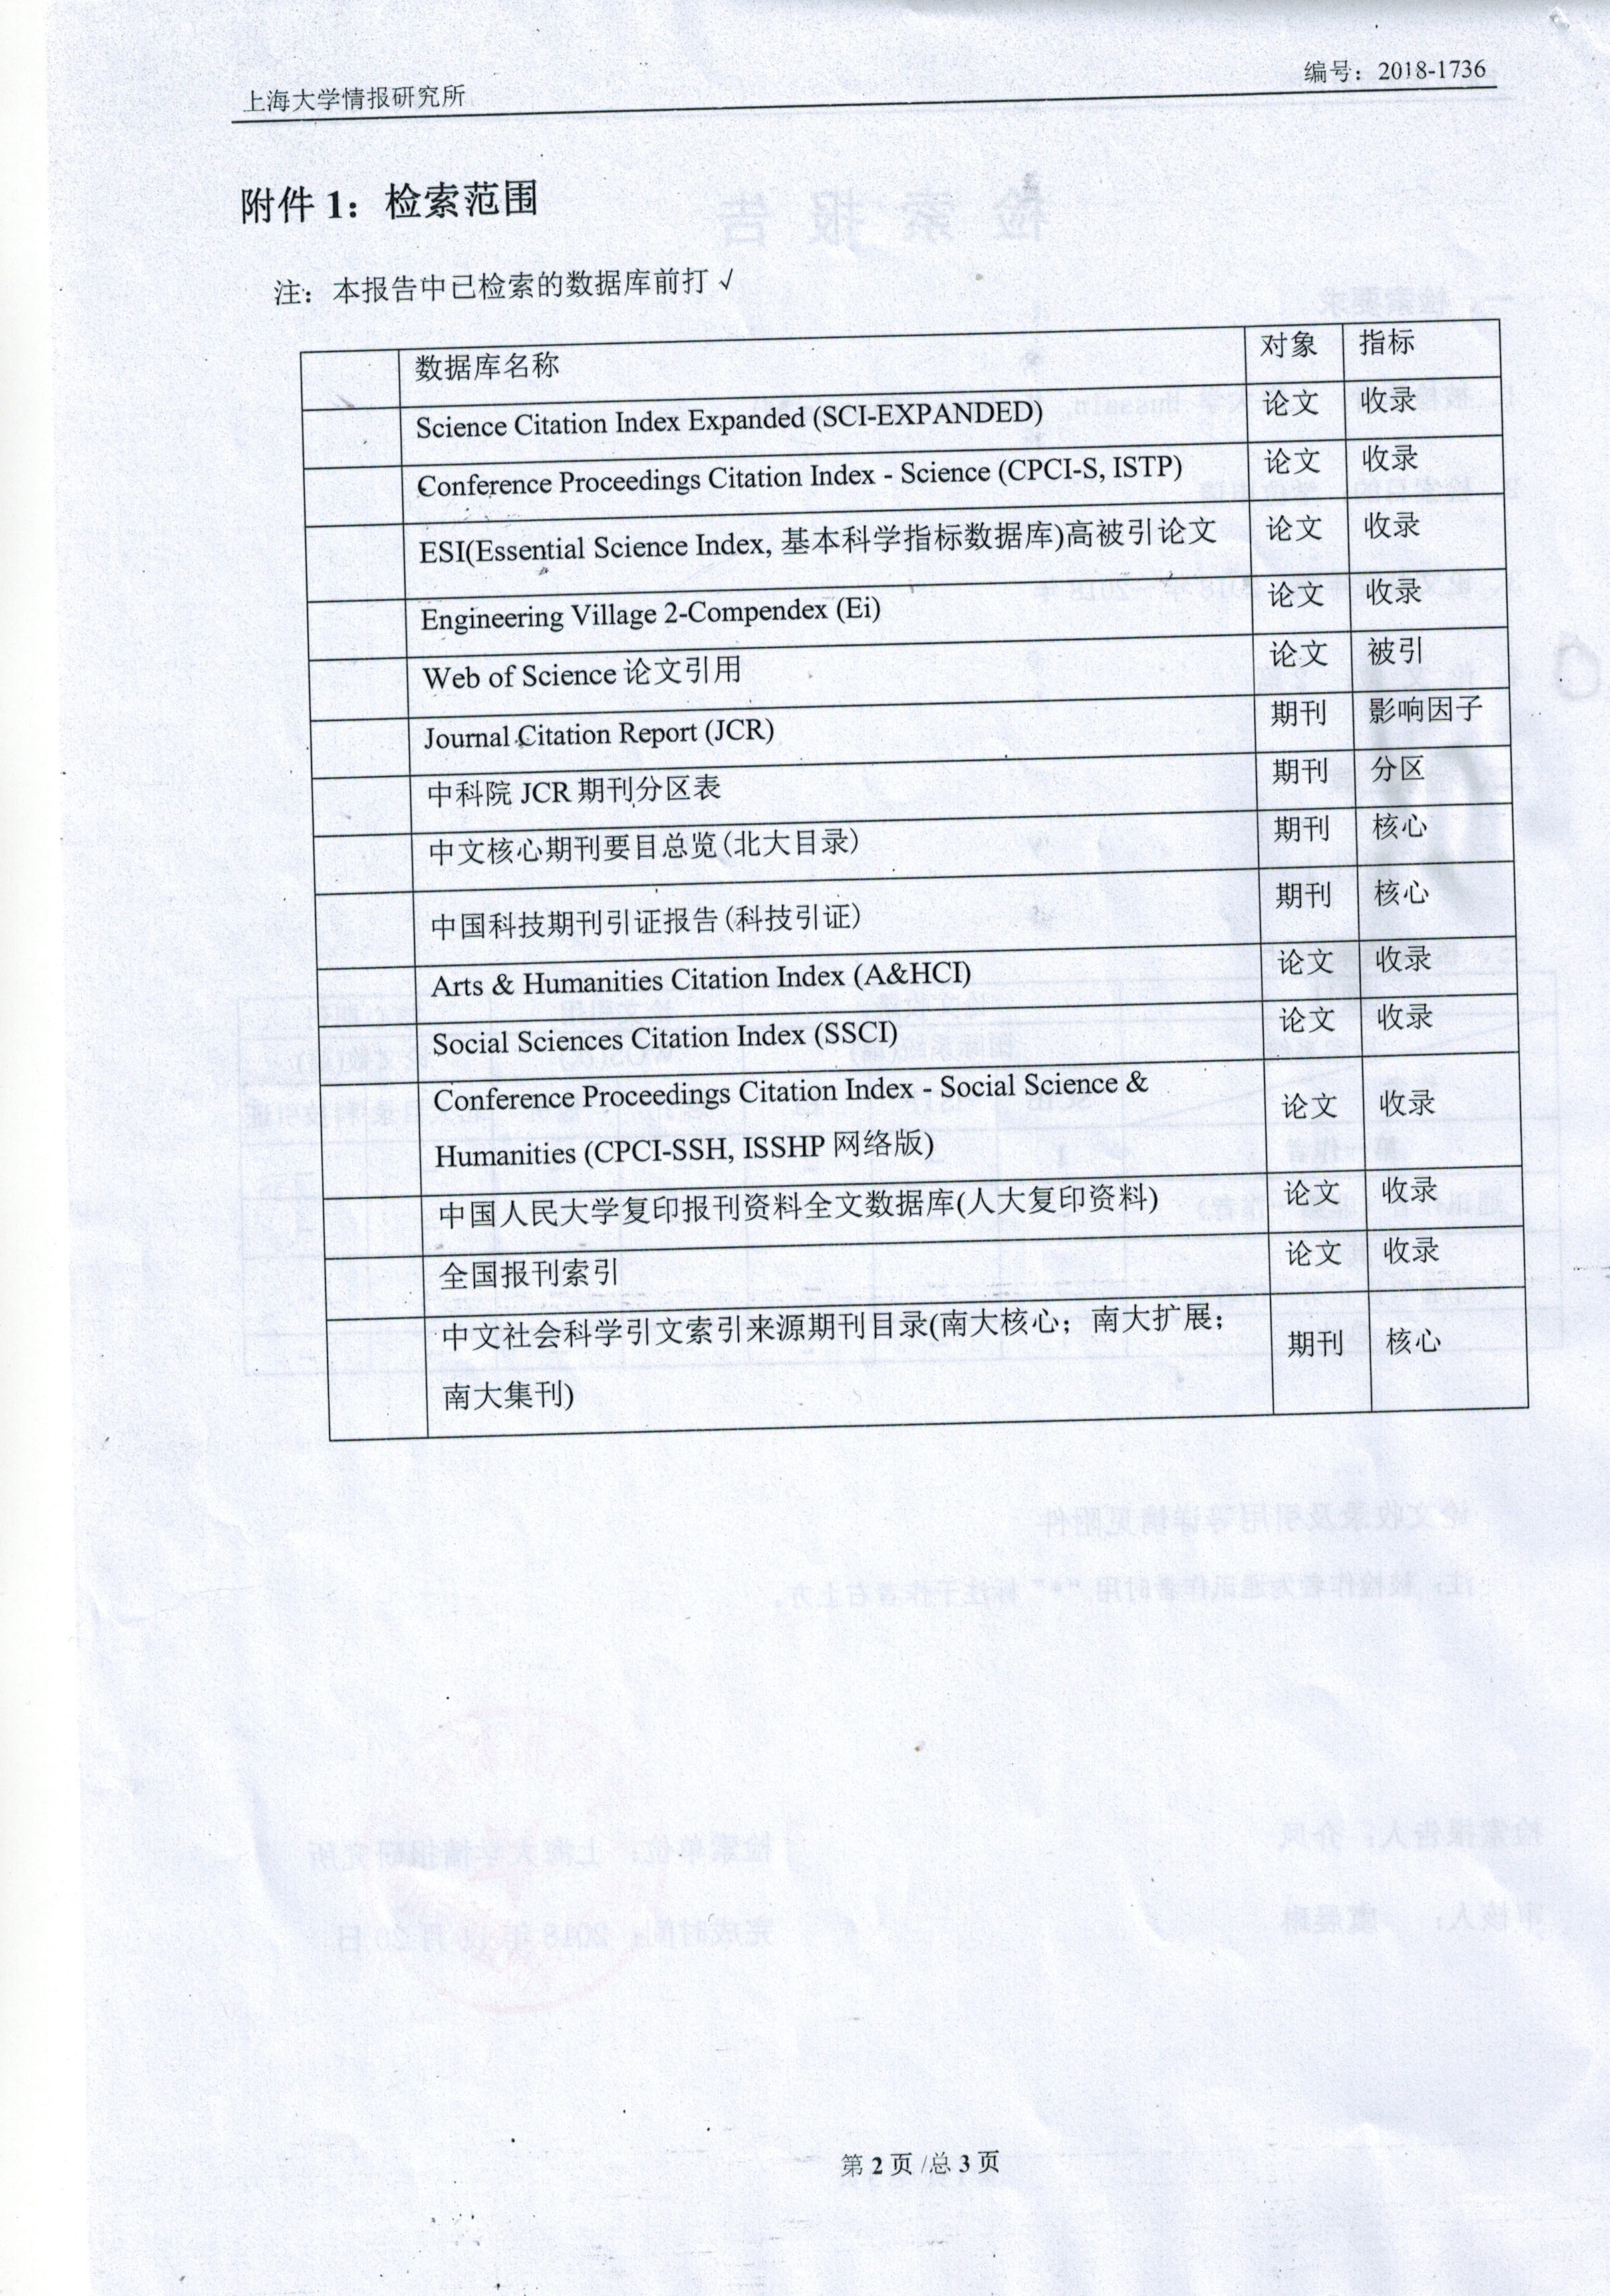 上海大学情报研究所 编号：2018-1736
附件 1：检索范围
注：本报告中已检索的数据库前打 √
数据库名称 对象 指标
Science Citation Index Expanded (SCI-EXPANDED) 论文 收录
Conference Proceedings Citation Index - Science (CPCI-S, ISTP) 论文 收录
ESI(Essential Science Index, 基本科学指标数据库)高被引论文 论文 收录
Engineering Village 2-Compendex (Ei) 论文 收录
Web of Science 论文引用 论文 被引
Journal Citation Report (JCR) 期刊 影响因子
中科院 JCR 期刊分区表 期刊 分区
中文核心期刊要目总览(北大目录) 期刊 核心
中国科技期刊引证报告(科技引证) 期刊 核心
Arts & Humanities Citation Index (A&HCI) 论文 收录
Social Sciences Citation Index (SSCI) 论文 收录
Conference Proceedings Citation Index - Social Science &
Humanities (CPCI-SSH, ISSHP 网络版) 论文 收录
中国人民大学复印报刊资料全文数据库(人大复印资料) 论文 收录
全国报刊索引 论文 收录
中文社会科学引文索引来源期刊目录(南大核心；南大扩展；
南大集刊) 期刊 核心
第 2 页 /总 3 页